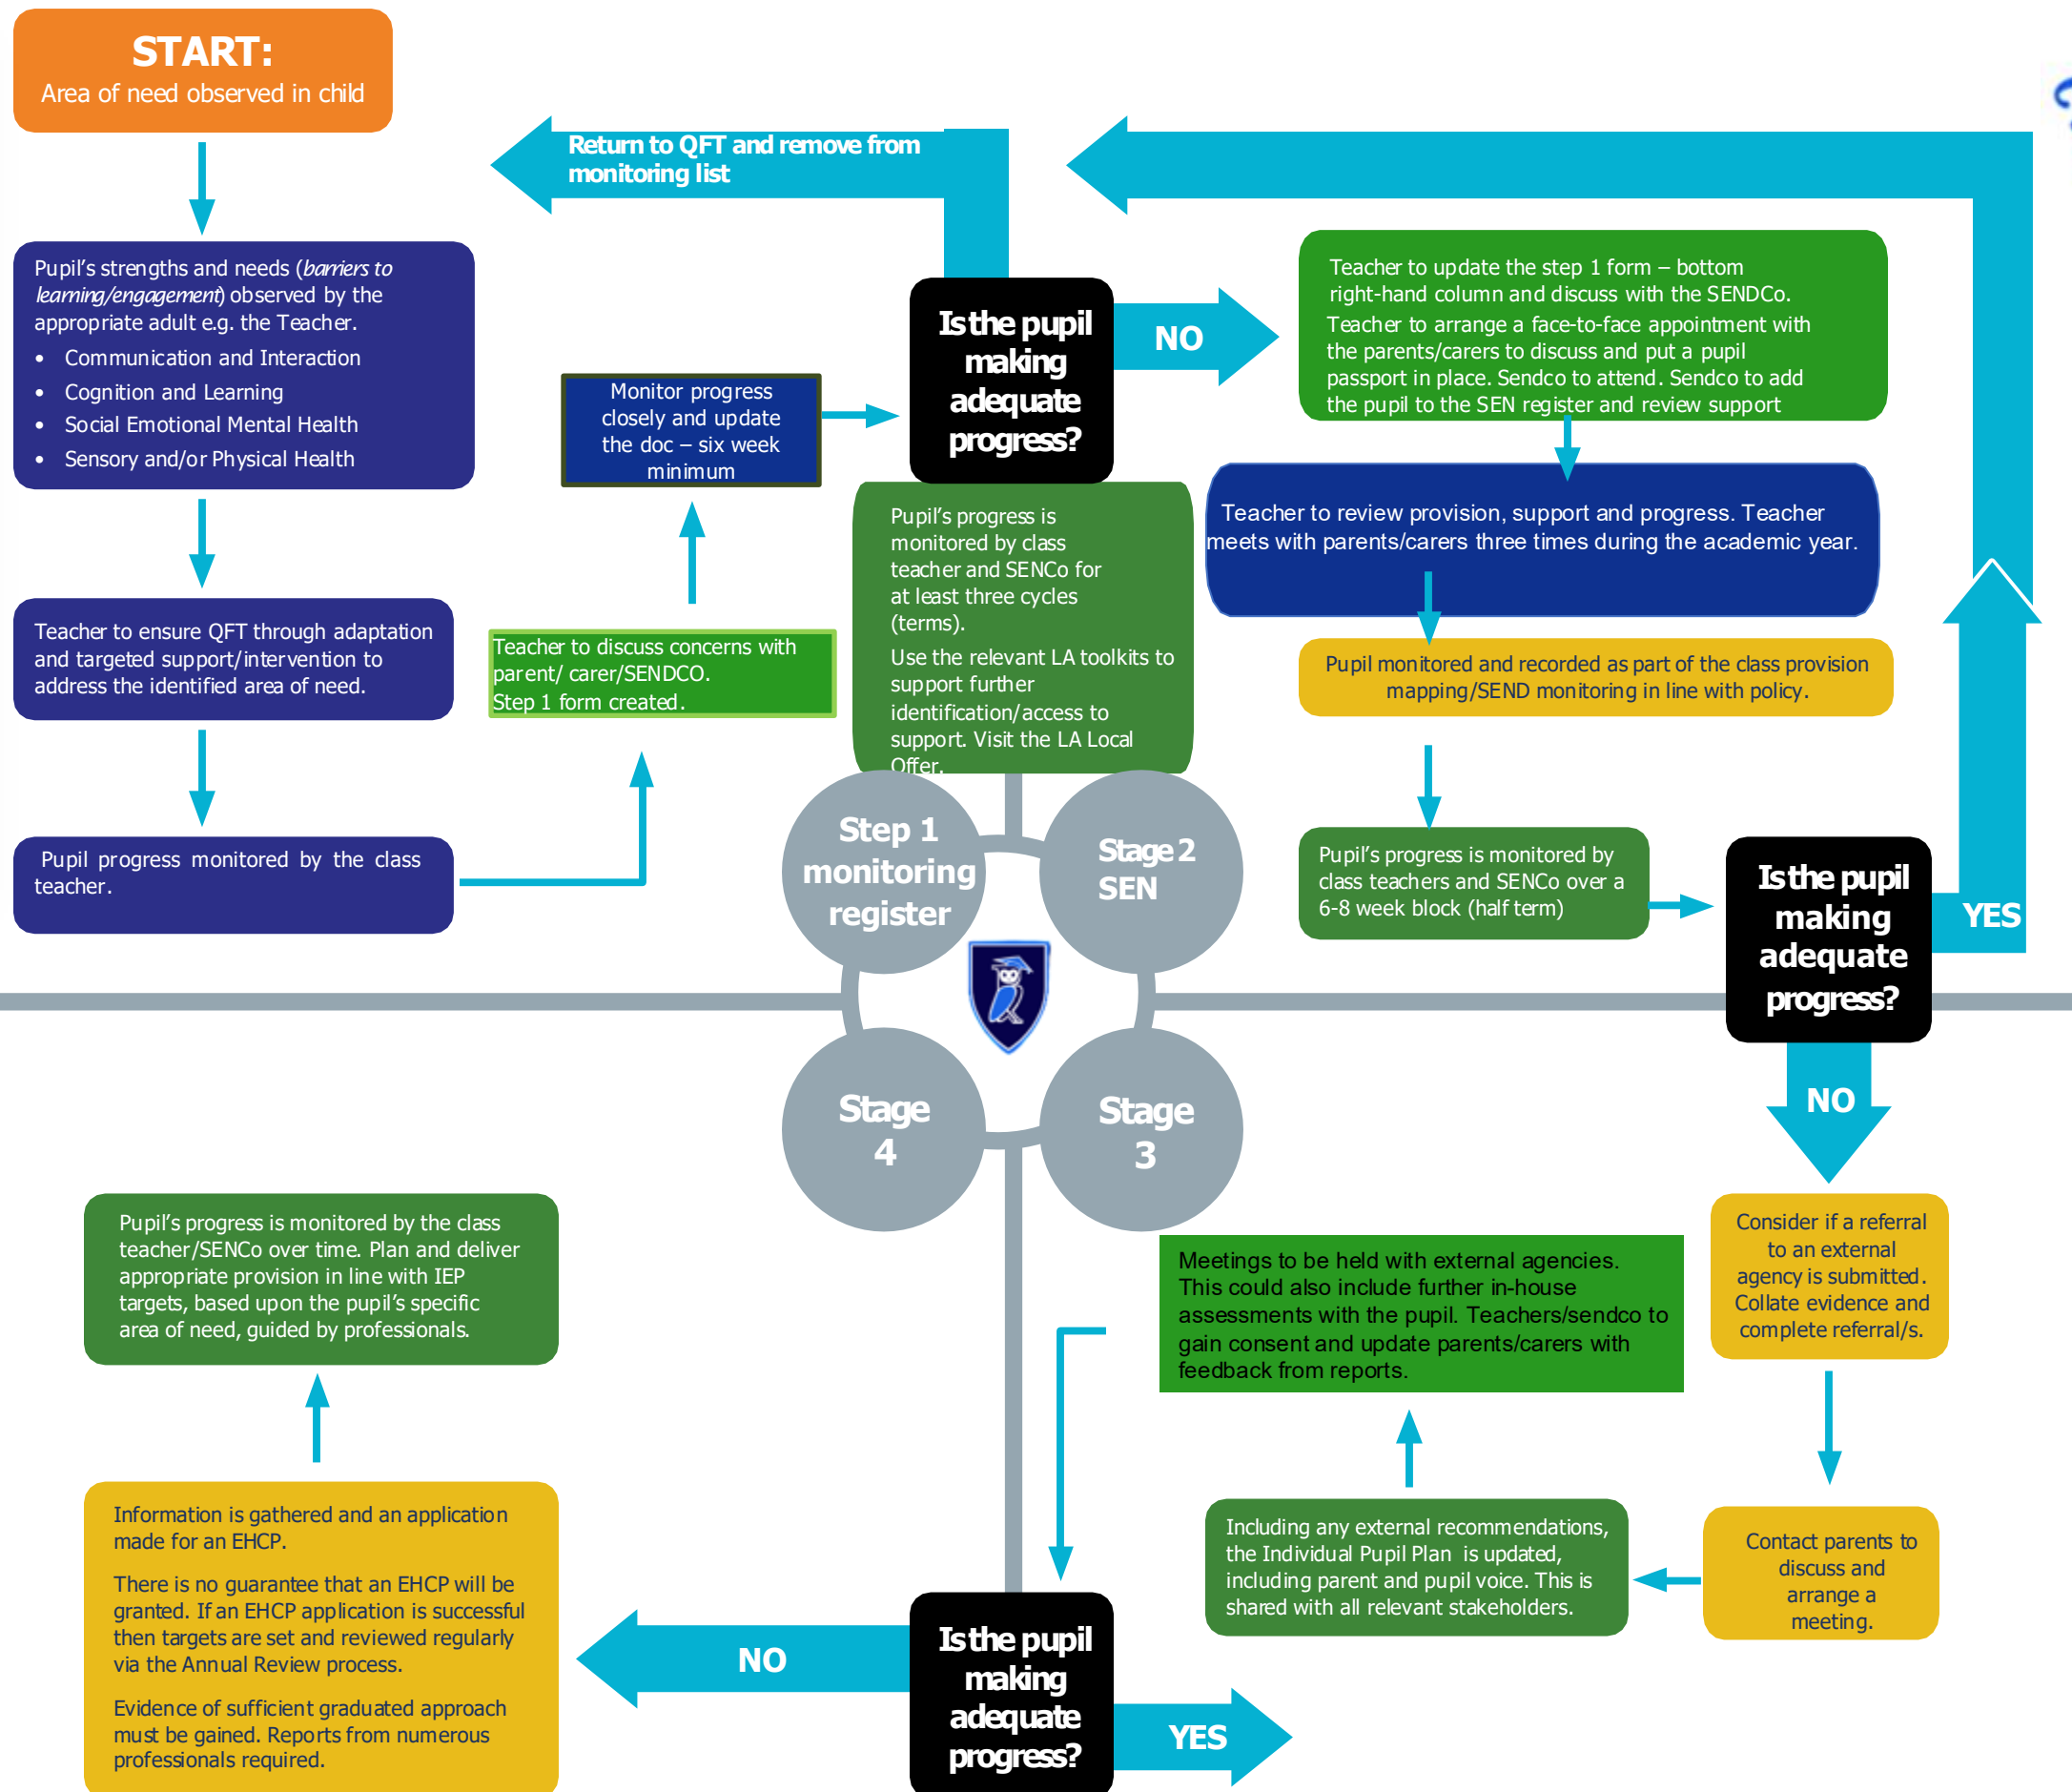 START:
Area of need observed in child
Return to QFT and remove from
monitoring list
Pupil's strengths and needs (barriers to
learning/engagement) observed by the
appropriate adult e.g. the Teacher.
• Communication and Interaction
• Cognition and Learning
• Social Emotional Mental Health
• Sensory and/or Physical Health
Teacher to ensure QFT through adaptation
and targeted support/intervention to
address the identified area of need.
Pupil progress monitored by the class
teacher.
Teacher to discuss concerns with
parent/ carer/SENDCO.
Step 1 form created.
Monitor progress
closely and update
the doc – six week
minimum
Is the pupil
making
adequate
progress?
NO
Pupil's progress is
monitored by class
teacher and SENCo for
at least three cycles
(terms).
Use the relevant LA toolkits to
support further
identification/access to
support. Visit the LA Local
Offer.
Teacher to update the step 1 form – bottom
right-hand column and discuss with the SENDCo.
Teacher to arrange a face-to-face appointment with
the parents/carers to discuss and put a pupil
passport in place. Sendco to attend. Sendco to add
the pupil to the SEN register and review support
Teacher to review provision, support and progress. Teacher
meets with parents/carers three times during the academic year.
Pupil monitored and recorded as part of the class provision
mapping/SEND monitoring in line with policy.
Pupil's progress is monitored by
class teachers and SENCo over a
6-8 week block (half term)
Is the pupil
making
adequate
progress?
YES
NO
Step 1
monitoring
register
Stage 2
SEN
Stage
4
Stage
3
Consider if a referral
to an external
agency is submitted.
Collate evidence and
complete referral/s.
Contact parents to
discuss and
arrange a
meeting.
Including any external recommendations,
the Individual Pupil Plan is updated,
including parent and pupil voice. This is
shared with all relevant stakeholders.
Meetings to be held with external agencies.
This could also include further in-house
assessments with the pupil. Teachers/sendco to
gain consent and update parents/carers with
feedback from reports.
Is the pupil
making
adequate
progress?
YES
NO
Information is gathered and an application
made for an EHCP.
There is no guarantee that an EHCP will be
granted. If an EHCP application is successful
then targets are set and reviewed regularly
via the Annual Review process.
Evidence of sufficient graduated approach
must be gained. Reports from numerous
professionals required.
Pupil's progress is monitored by the class
teacher/SENCo over time. Plan and deliver
appropriate provision in line with IEP
targets, based upon the pupil's specific
area of need, guided by professionals.